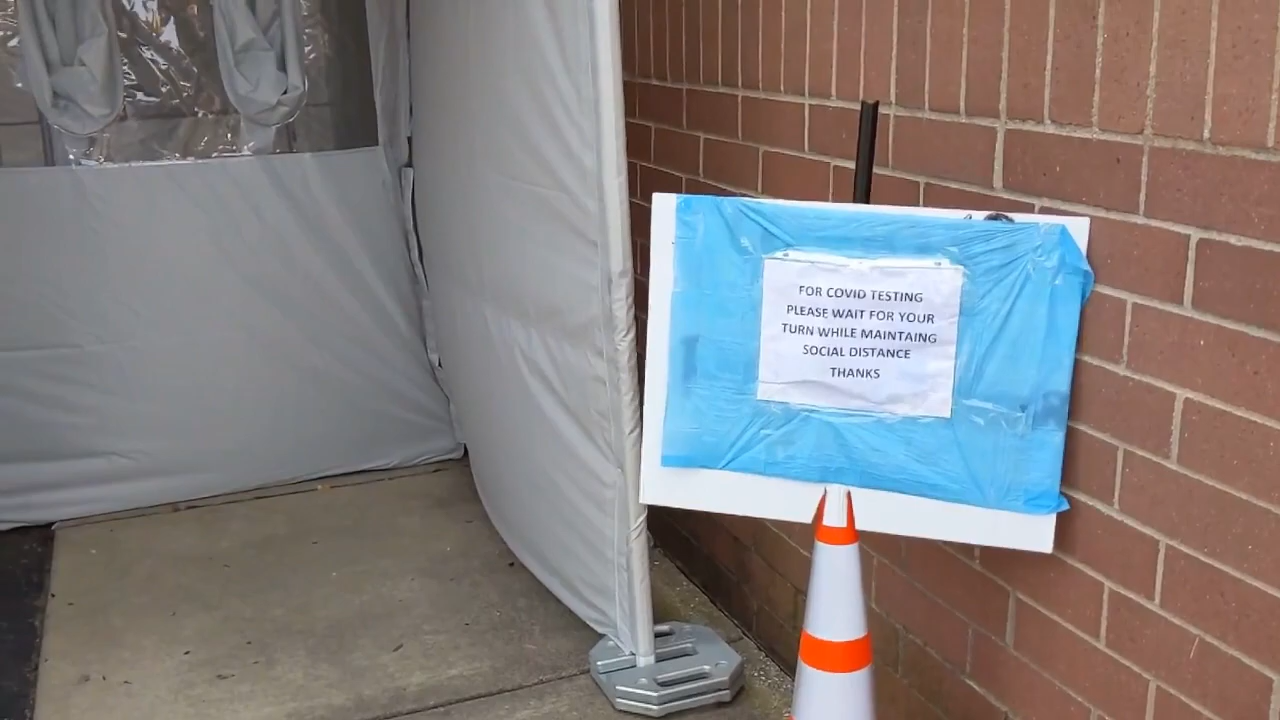 FOR COVID TESTING
PLEASE WAIT FOR YOUR
TURN WHILE MAINTAING
SOCIAL DISTANCE
THANKS